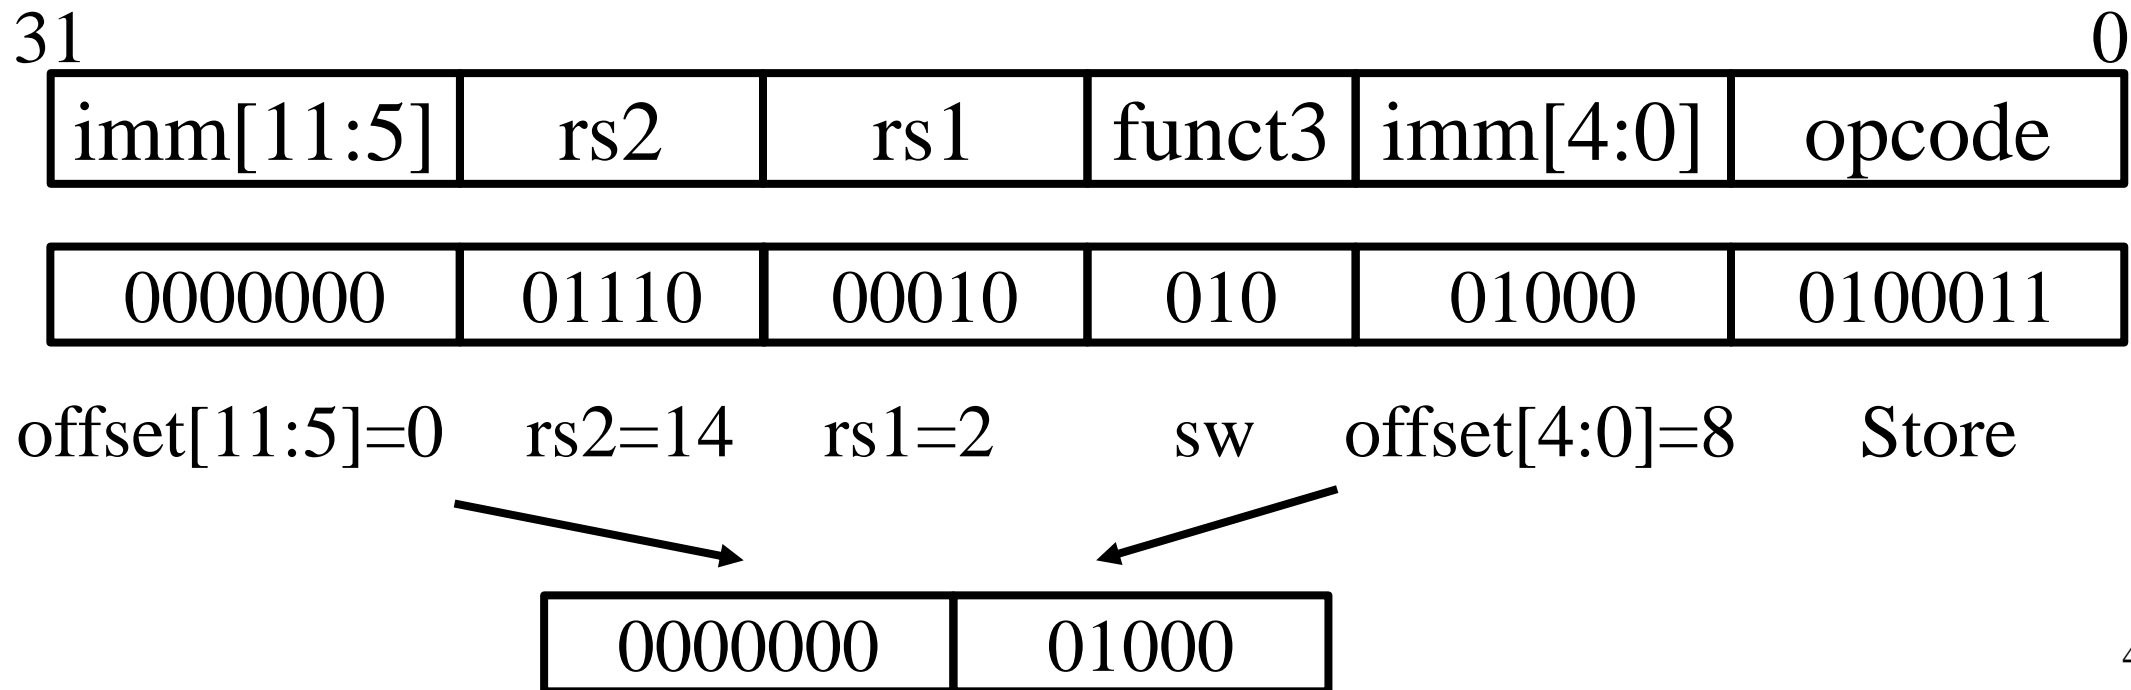 31 0
imm[11:5] rs2 rs1 funct3 imm[4:0] opcode
0000000 01110 00010 010 01000 0100011
offset[11:5]=0 rs2=14 rs1=2 sw offset[4:0]=8 Store
0000000 01000